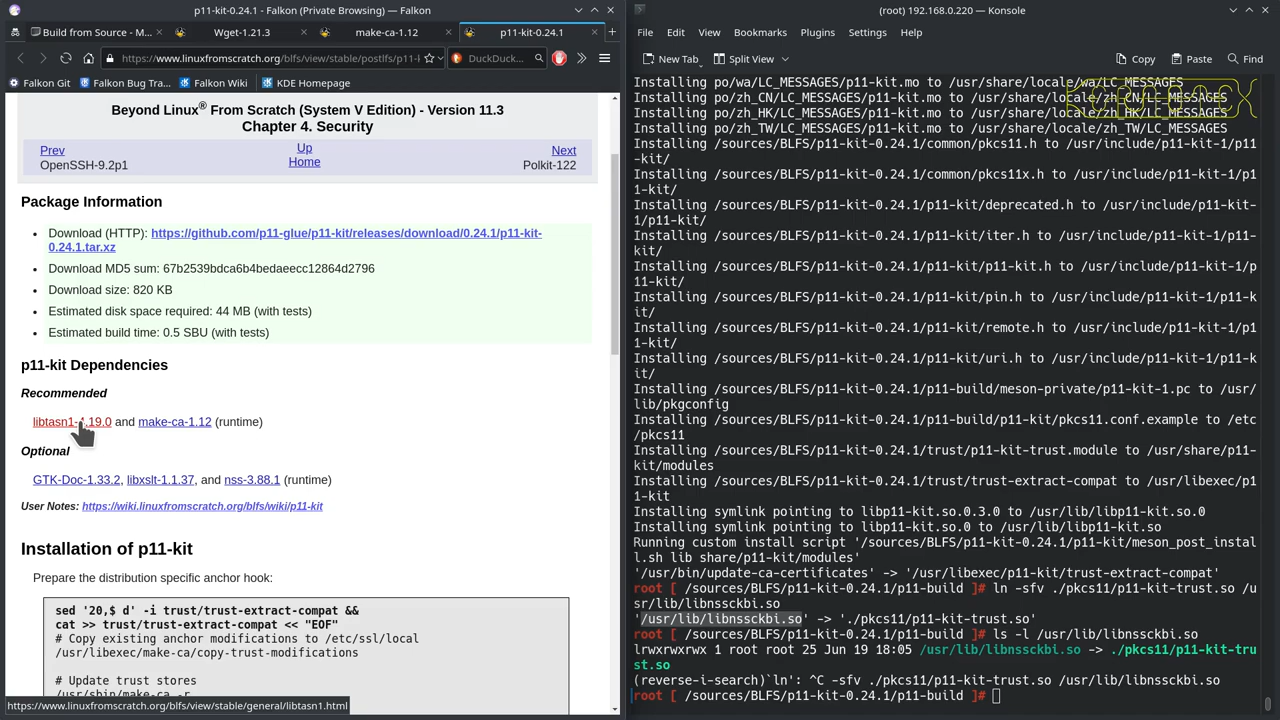 p11-kit-0.24.1 - Falkon (Private Browsing) — Falkon
Build from Source - M...
Wget-1.21.3
make-ca-1.12
p11-kit-0.24.1
https://www.linuxfromscratch.org/blfs/view/stable/postlfs/p11-k
DuckDuck...
Falkon Git
Falkon Bug Tra...
Falkon Wiki
KDE Homepage
Beyond Linux® From Scratch (System V Edition) - Version 11.3
Chapter 4. Security
Prev
Up
Next
OpenSSH-9.2p1
Home
Polkit-122
Package Information
• Download (HTTP): https://github.com/p11-glue/p11-kit/releases/download/0.24.1/p11-kit-
0.24.1.tar.xz
• Download MD5 sum: 67b2539bdca6b4bedaeecc12864d2796
• Download size: 820 KB
• Estimated disk space required: 44 MB (with tests)
• Estimated build time: 0.5 SBU (with tests)
p11-kit Dependencies
Recommended
libtasn1-4.19.0 and make-ca-1.12 (runtime)
Optional
GTK-Doc-1.33.2, libxslt-1.1.37, and nss-3.88.1 (runtime)
User Notes: https://wiki.linuxfromscratch.org/blfs/wiki/p11-kit
Installation of p11-kit
Prepare the distribution specific anchor hook:
sed '20,$ d' -i trust/trust-extract-compat &&
cat >> trust/trust-extract-compat << "EOF"
# Copy existing anchor modifications to /etc/ssl/local
/usr/libexec/make-ca/copy-trust-modifications
# Update trust stores
/usr/sbin/make-ca -r
https://www.linuxfromscratch.org/blfs/view/stable/general/libtasn1.html
(root) 192.168.0.220 — Konsole
File Edit View Bookmarks Plugins Settings Help
New Tab
Split View
Copy
Paste
Find
Installing po/wa/LC_MESSAGES/p11-kit.mo to /usr/share/locale/wa/LC_MESSAGES
Installing po/zh_CN/LC_MESSAGES/p11-kit.mo to /usr/share/locale/zh_CN/LC_MESSAGES
Installing po/zh_HK/LC_MESSAGES/p11-kit.mo to /usr/share/locale/zh_HK/LC_MESSAGES
Installing po/zh_TW/LC_MESSAGES/p11-kit.mo to /usr/share/locale/zh_TW/LC_MESSAGES
Installing /sources/BLFS/p11-kit-0.24.1/common/pkcs11.h to /usr/include/p11-kit-1/p11
-kit/
Installing /sources/BLFS/p11-kit-0.24.1/common/pkcs11x.h to /usr/include/p11-kit-1/p1
1-kit/
Installing /sources/BLFS/p11-kit-0.24.1/p11-kit/deprecated.h to /usr/include/p11-kit-
1/p11-kit/
Installing /sources/BLFS/p11-kit-0.24.1/p11-kit/iter.h to /usr/include/p11-kit-1/p11-
kit/
Installing /sources/BLFS/p11-kit-0.24.1/p11-kit/p11-kit.h to /usr/include/p11-kit-1/p
11-kit/
Installing /sources/BLFS/p11-kit-0.24.1/p11-kit/pin.h to /usr/include/p11-kit-1/p11-k
it/
Installing /sources/BLFS/p11-kit-0.24.1/p11-kit/remote.h to /usr/include/p11-kit-1/p1
1-kit/
Installing /sources/BLFS/p11-kit-0.24.1/p11-kit/uri.h to /usr/include/p11-kit-1/p11-k
it/
Installing /sources/BLFS/p11-kit-0.24.1/p11-build/meson-private/p11-kit-1.pc to /usr/
lib/pkgconfig
Installing /sources/BLFS/p11-kit-0.24.1/p11-build/p11-kit/pkcs11.conf.example to /etc
/pkcs11
Installing /sources/BLFS/p11-kit-0.24.1/trust/p11-kit-trust.module to /usr/share/p11-
kit/modules
Installing /sources/BLFS/p11-kit-0.24.1/trust/trust-extract-compat to /usr/libexec/p1
1-kit
Installing symlink pointing to libp11-kit.so.0.3.0 to /usr/lib/libp11-kit.so.0
Installing symlink pointing to libp11-kit.so.0 to /usr/lib/libp11-kit.so
Running custom install script '/sources/BLFS/p11-kit-0.24.1/p11-kit/meson_post_instal
l.sh lib share/p11-kit/modules'
'/usr/bin/update-ca-certificates' -> '/usr/libexec/p11-kit/trust-extract-compat'
root [ /sources/BLFS/p11-kit-0.24.1/p11-build ]# ln -sfv ./pkcs11/p11-kit-trust.so /u
sr/lib/libnssckbi.so
'/usr/lib/libnssckbi.so' -> './pkcs11/p11-kit-trust.so'
root [ /sources/BLFS/p11-kit-0.24.1/p11-build ]# ls -l /usr/lib/libnssckbi.so
lrwxrwxrwx 1 root root 25 Jun 19 18:05 /usr/lib/libnssckbi.so -> ./pkcs11/p11-kit-tru
st.so
(reverse-i-search)`ln': ^C -sfv ./pkcs11/p11-kit-trust.so /usr/lib/libnssckbi.so
root [ /sources/BLFS/p11-kit-0.24.1/p11-build ]#